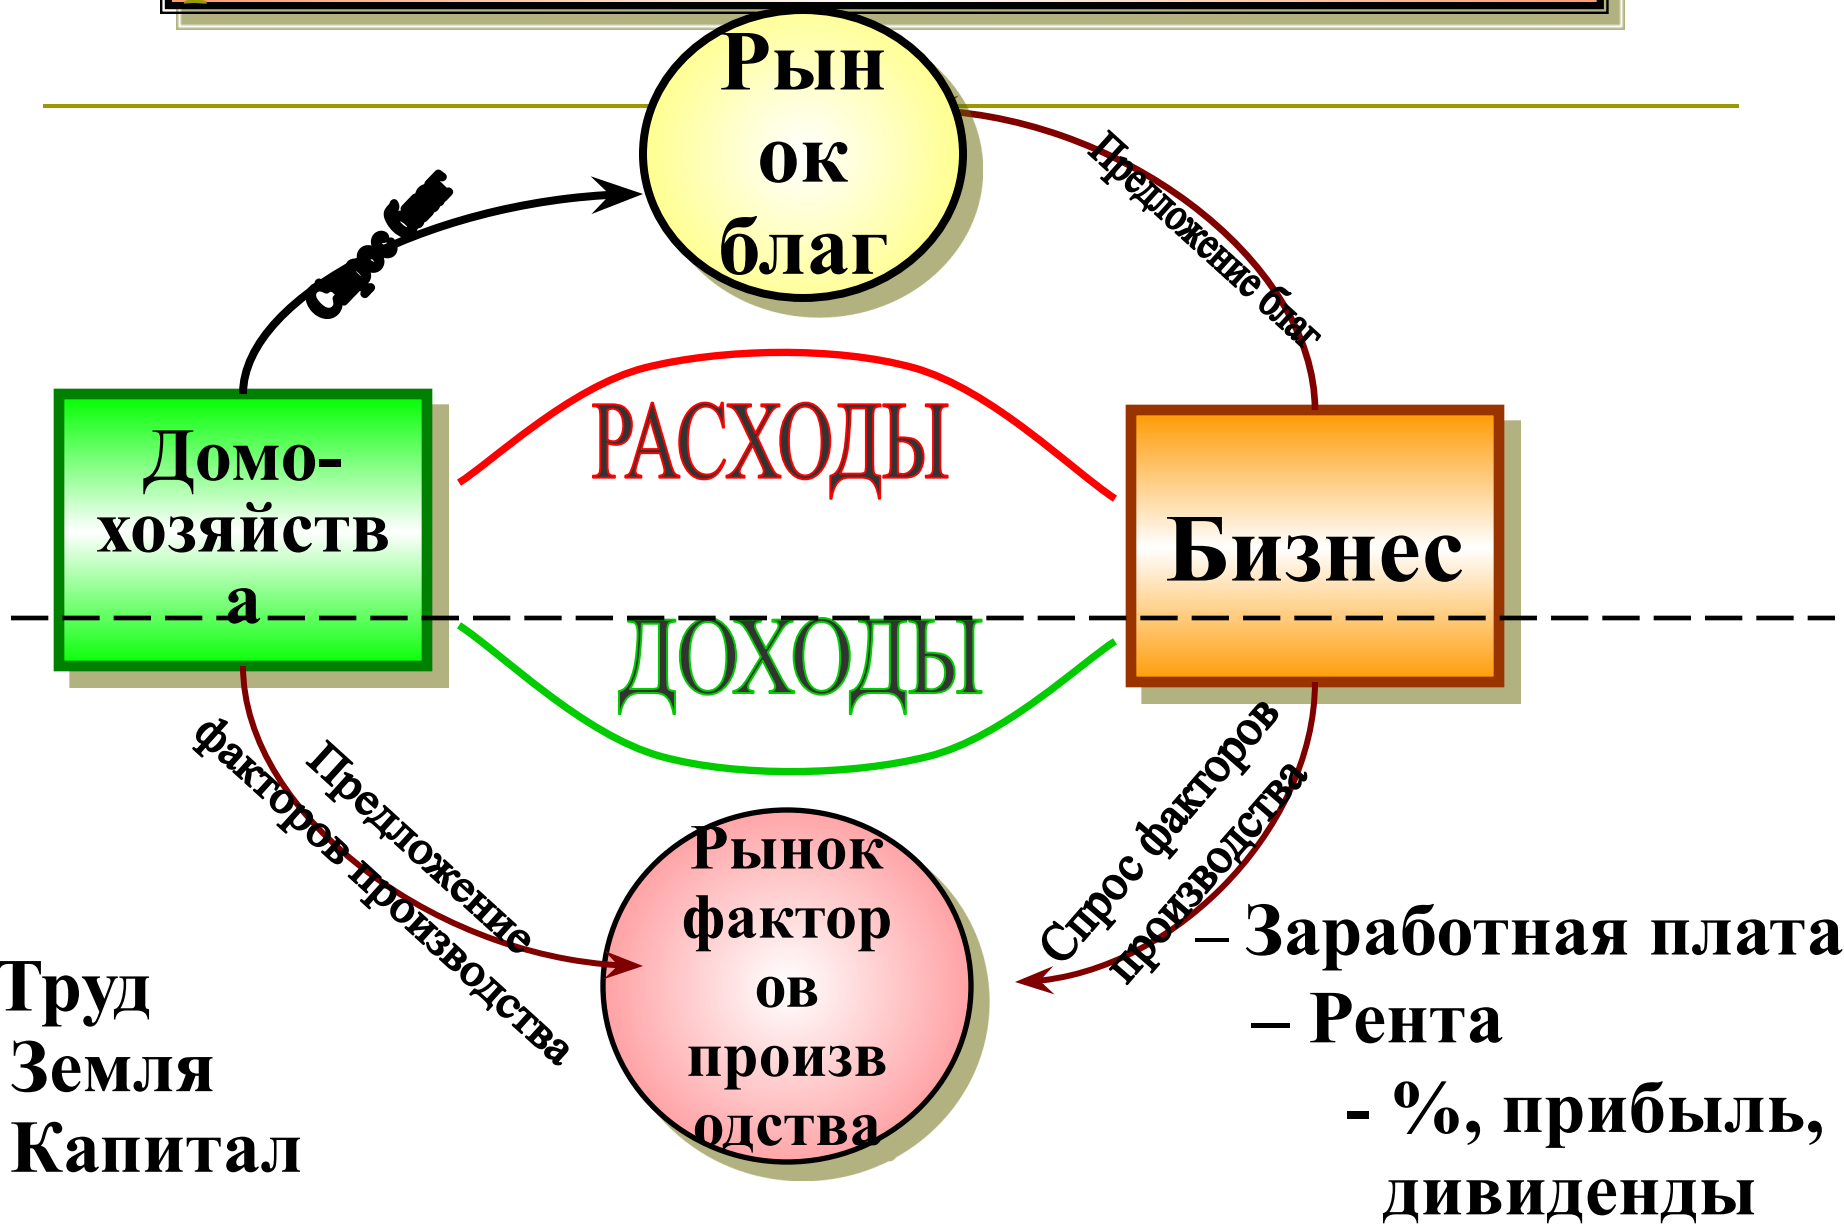 Рын
ок
благ
Предложение благ
РАСХОДЫ
Домо-
хозяйств
а
Бизнес
ДОХОДЫ
Предложение
факторов производства
Спрос факторов
производства
Рынок
фактор
ов
произв
одства
Труд
Земля
Капитал
– Заработная плата
– Рента
- %, прибыль,
дивиденды